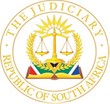 THE JUDICIARY
REPUBLIC OF SOUTH AFRICA